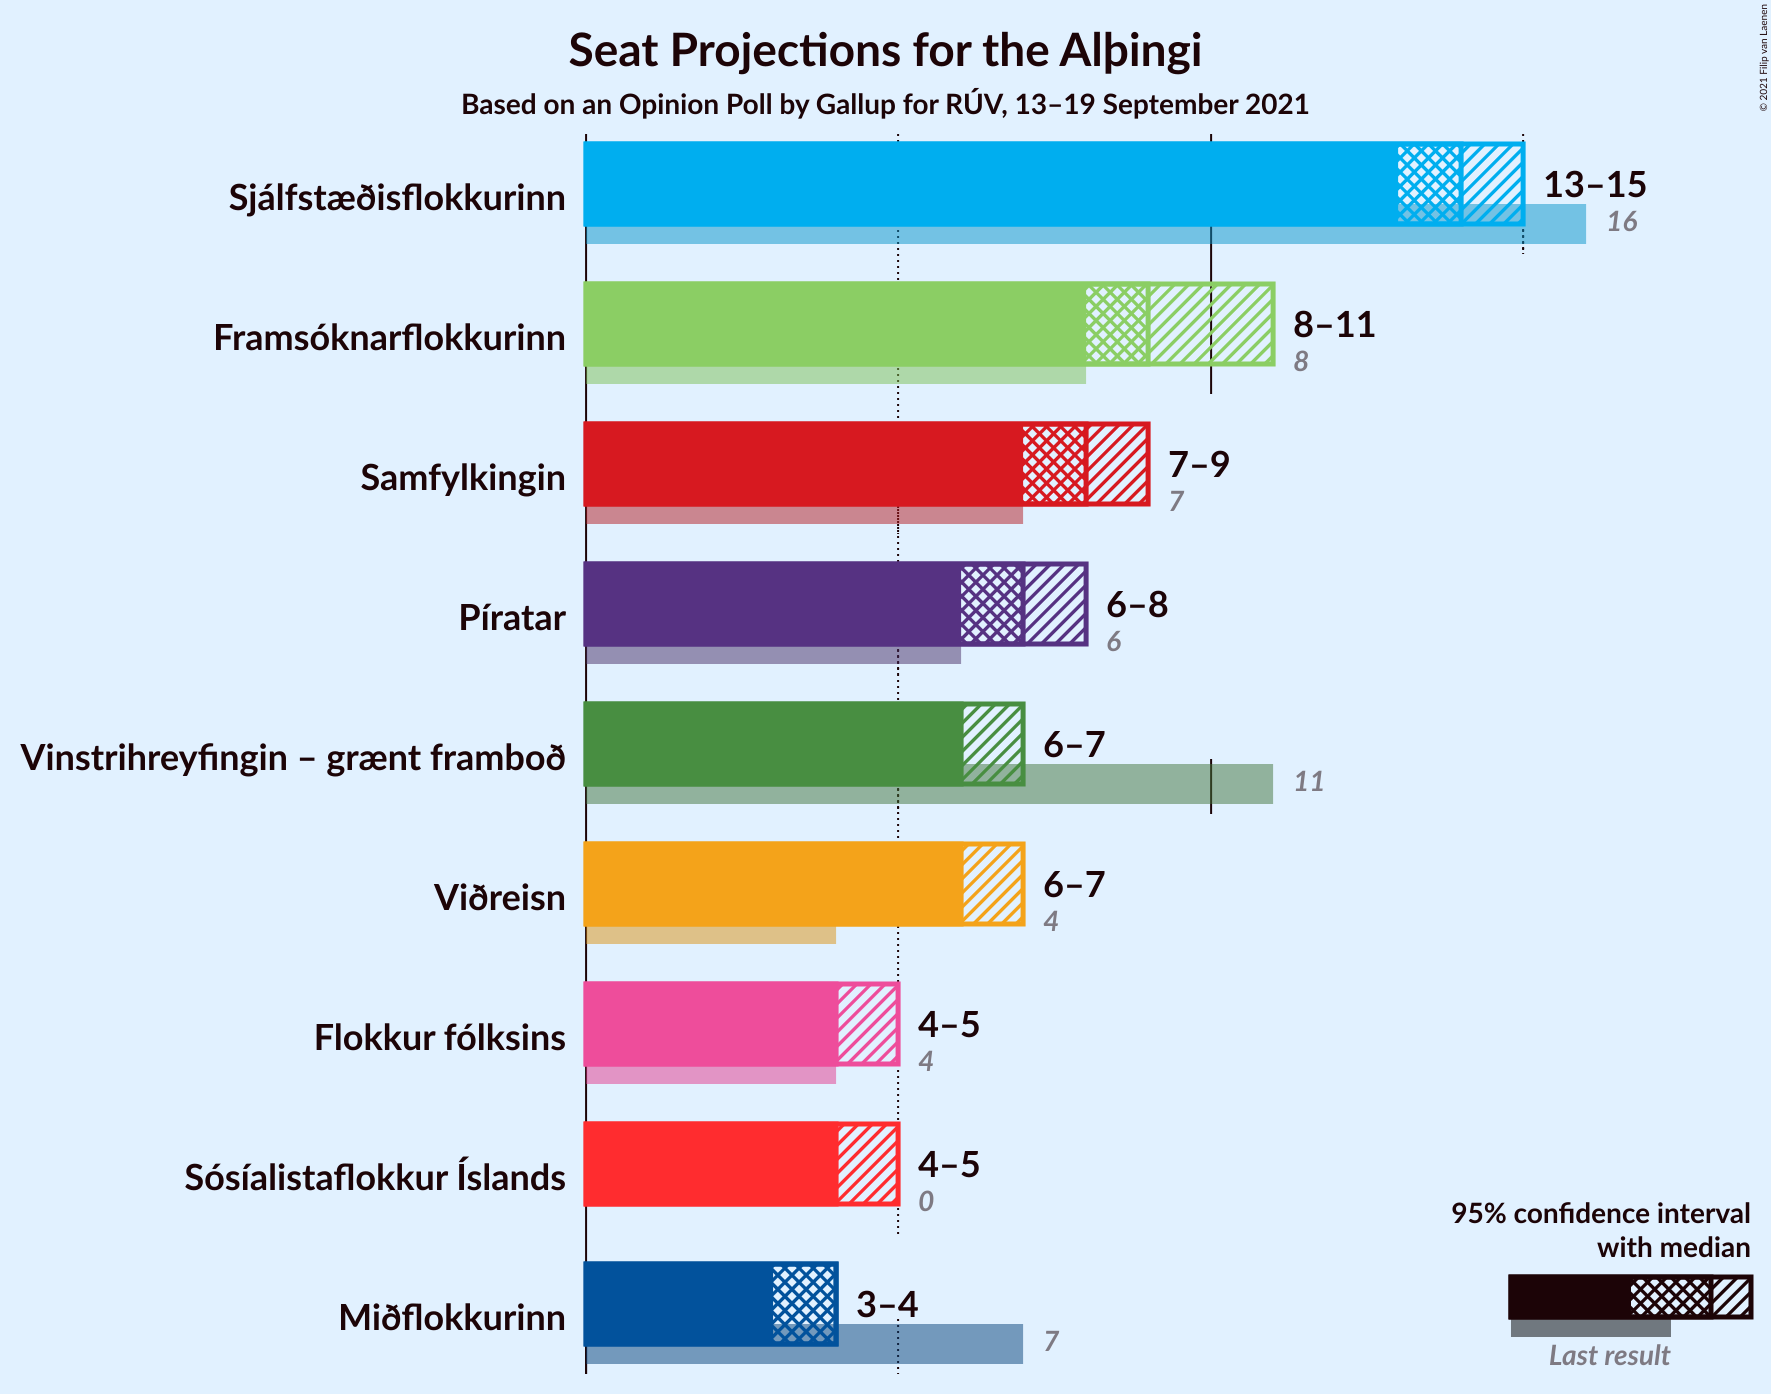 Seat Projections for the Alþingi
Based on an Opinion Poll by Gallup for RÚV, 13–19 September 2021
© 2021 Filip van Laenen
Sjálfstæðisflokkurinn
13–15
16
Framsóknarflokkurinn
8–11
8
Samfylkingin
7–9
7
Píratar
6–8
6
Vinstrihreyfingin – grænt framboð
6–7
11
Viðreisn
6–7
4
Flokkur fólksins
4–5
4
Sósíalistaflokkur Íslands
4–5
0
Miðflokkurinn
3–4
7
95% confidence interval
with median
Last result